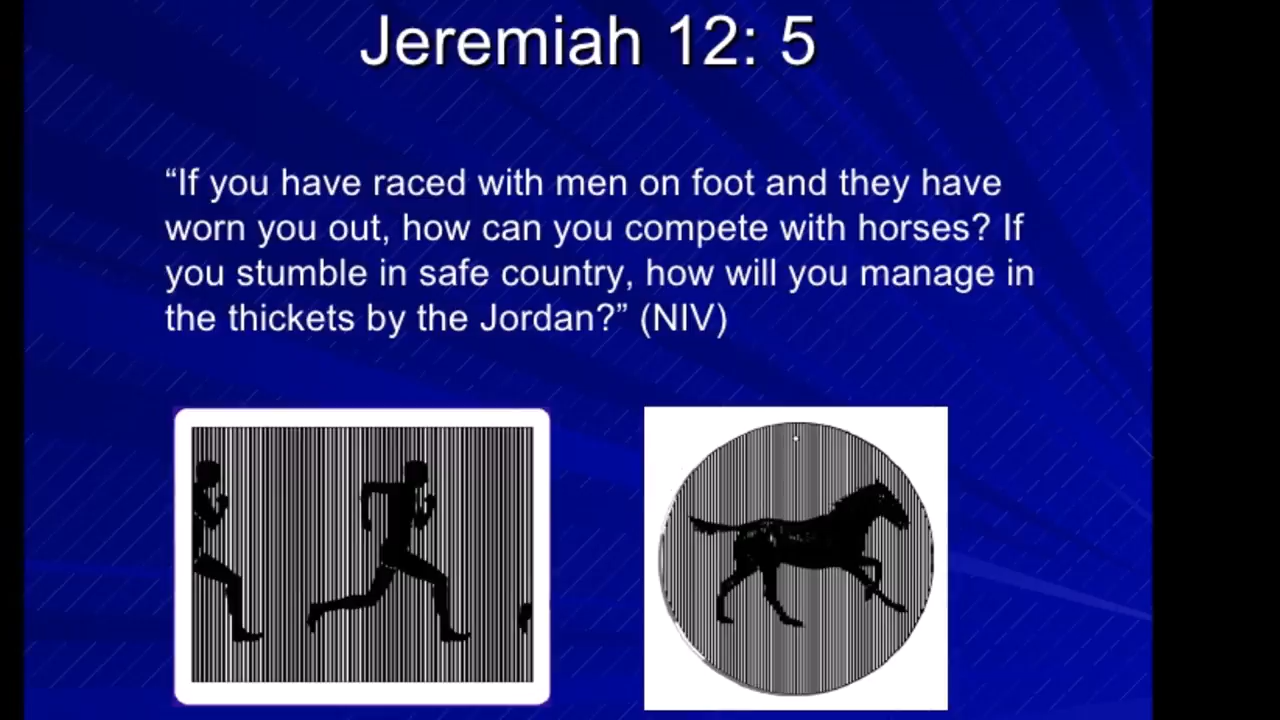 Jeremiah 12: 5
“If you have raced with men on foot and they have
worn you out, how can you compete with horses? If
you stumble in safe country, how will you manage in
the thickets by the Jordan?” (NIV)